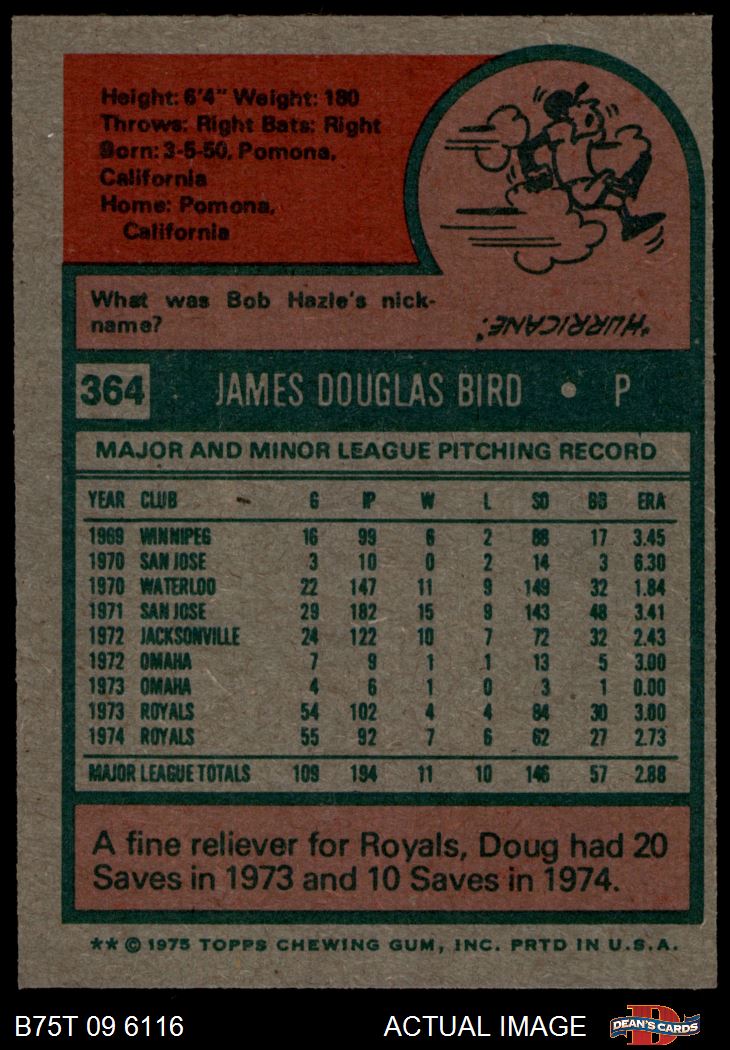 Height: 6'4" Weight: 180
Throws: Right Bats: Right
Born: 3-5-50, Pomona,
California
Home: Pomona,
California
What was Bob Hazle's nick-
name?
"HURRICANE".
364 JAMES DOUGLAS BIRD • P
MAJOR AND MINOR LEAGUE PITCHING RECORD
YEAR CLUB G IP W L SO BB ERA
1969 WINNIPEG 16 99 6 2 88 17 3.45
1970 SAN JOSE 3 10 0 2 14 3 6.30
1970 WATERLOO 22 147 11 9 149 32 1.84
1971 SAN JOSE 29 182 15 9 143 48 3.41
1972 JACKSONVILLE 24 122 10 7 72 32 2.43
1972 OMAHA 7 9 1 1 13 5 3.00
1973 OMAHA 4 6 1 0 3 1 0.00
1973 ROYALS 54 102 4 4 84 30 3.00
1974 ROYALS 55 92 7 6 62 27 2.73
MAJOR LEAGUE TOTALS 109 194 11 10 146 57 2.88
A fine reliever for Royals, Doug had 20
Saves in 1973 and 10 Saves in 1974.
** © 1975 TOPPS CHEWING GUM, INC. PRTD IN U.S.A.
B75T 09 6116 ACTUAL IMAGE DEAN'S CARDS